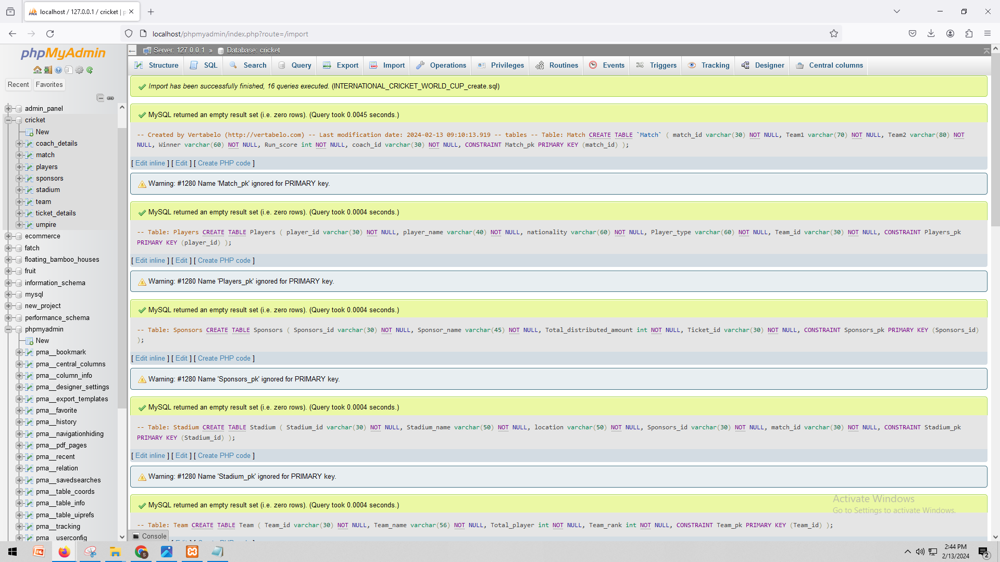 localhost / 127.0.0.1 / cricket | p
localhost/phpmyadmin/index.php?route=/import
phpMyAdmin
Recent
Favorites
admin_panel
cricket
New
coach_details
match
players
sponsors
stadium
team
ticket_details
umpire
ecommerce
fatch
floating_bamboo_houses
fruit
information_schema
mysql
new_project
performance_schema
phpmyadmin
New
pma__bookmark
pma__central_columns
pma__column_info
pma__designer_settings
pma__export_templates
pma__favorite
pma__history
pma__navigationhiding
pma__pdf_pages
pma__recent
pma__relation
pma__savedsearches
pma__table_coords
pma__table_info
pma__table_uiprefs
pma__tracking
pma__userconfig
Server: 127.0.0.1 » Database: cricket
Structure SQL Search Query Export Import Operations Privileges Routines Events Triggers Tracking Designer Central columns
Import has been successfully finished, 16 queries executed. (INTERNATIONAL_CRICKET_WORLD_CUP_create.sql)
MySQL returned an empty result set (i.e. zero rows). (Query took 0.0045 seconds.)
-- Created by Vertabelo (http://vertabelo.com) -- Last modification date: 2024-02-13 09:10:13.919 -- tables -- Table: Match CREATE TABLE `Match` ( match_id varchar(30) NOT NULL, Team1 varchar(70) NOT NULL, Team2 varchar(80) NOT
NULL, Winner varchar(60) NOT NULL, Run_score int NOT NULL, coach_id varchar(30) NOT NULL, CONSTRAINT Match_pk PRIMARY KEY (match_id) );
[ Edit inline ] [ Edit ] [ Create PHP code ]
Warning: #1280 Name 'Match_pk' ignored for PRIMARY key.
MySQL returned an empty result set (i.e. zero rows). (Query took 0.0004 seconds.)
-- Table: Players CREATE TABLE Players ( player_id varchar(30) NOT NULL, player_name varchar(40) NOT NULL, nationality varchar(60) NOT NULL, Player_type varchar(60) NOT NULL, Team_id varchar(30) NOT NULL, CONSTRAINT Players_pk
PRIMARY KEY (player_id) );
[ Edit inline ] [ Edit ] [ Create PHP code ]
Warning: #1280 Name 'Players_pk' ignored for PRIMARY key.
MySQL returned an empty result set (i.e. zero rows). (Query took 0.0004 seconds.)
-- Table: Sponsors CREATE TABLE Sponsors ( Sponsors_id varchar(30) NOT NULL, Sponsor_name varchar(45) NOT NULL, Total_distributed_amount int NOT NULL, Ticket_id varchar(30) NOT NULL, CONSTRAINT Sponsors_pk PRIMARY KEY (Sponsors_id)
);
[ Edit inline ] [ Edit ] [ Create PHP code ]
Warning: #1280 Name 'Sponsors_pk' ignored for PRIMARY key.
MySQL returned an empty result set (i.e. zero rows). (Query took 0.0004 seconds.)
-- Table: Stadium CREATE TABLE Stadium ( Stadium_id varchar(30) NOT NULL, Stadium_name varchar(50) NOT NULL, location varchar(50) NOT NULL, Sponsors_id varchar(30) NOT NULL, match_id varchar(30) NOT NULL, CONSTRAINT Stadium_pk
PRIMARY KEY (Stadium_id) );
[ Edit inline ] [ Edit ] [ Create PHP code ]
Warning: #1280 Name 'Stadium_pk' ignored for PRIMARY key.
MySQL returned an empty result set (i.e. zero rows). (Query took 0.0004 seconds.)
-- Table: Team CREATE TABLE Team ( Team_id varchar(30) NOT NULL, Team_name varchar(56) NOT NULL, Total_player int NOT NULL, Team_rank int NOT NULL, CONSTRAINT Team_pk PRIMARY KEY (Team_id) );
Console
Activate Windows
Go to Settings to activate Windows.
2:44 PM
2/13/2024
2